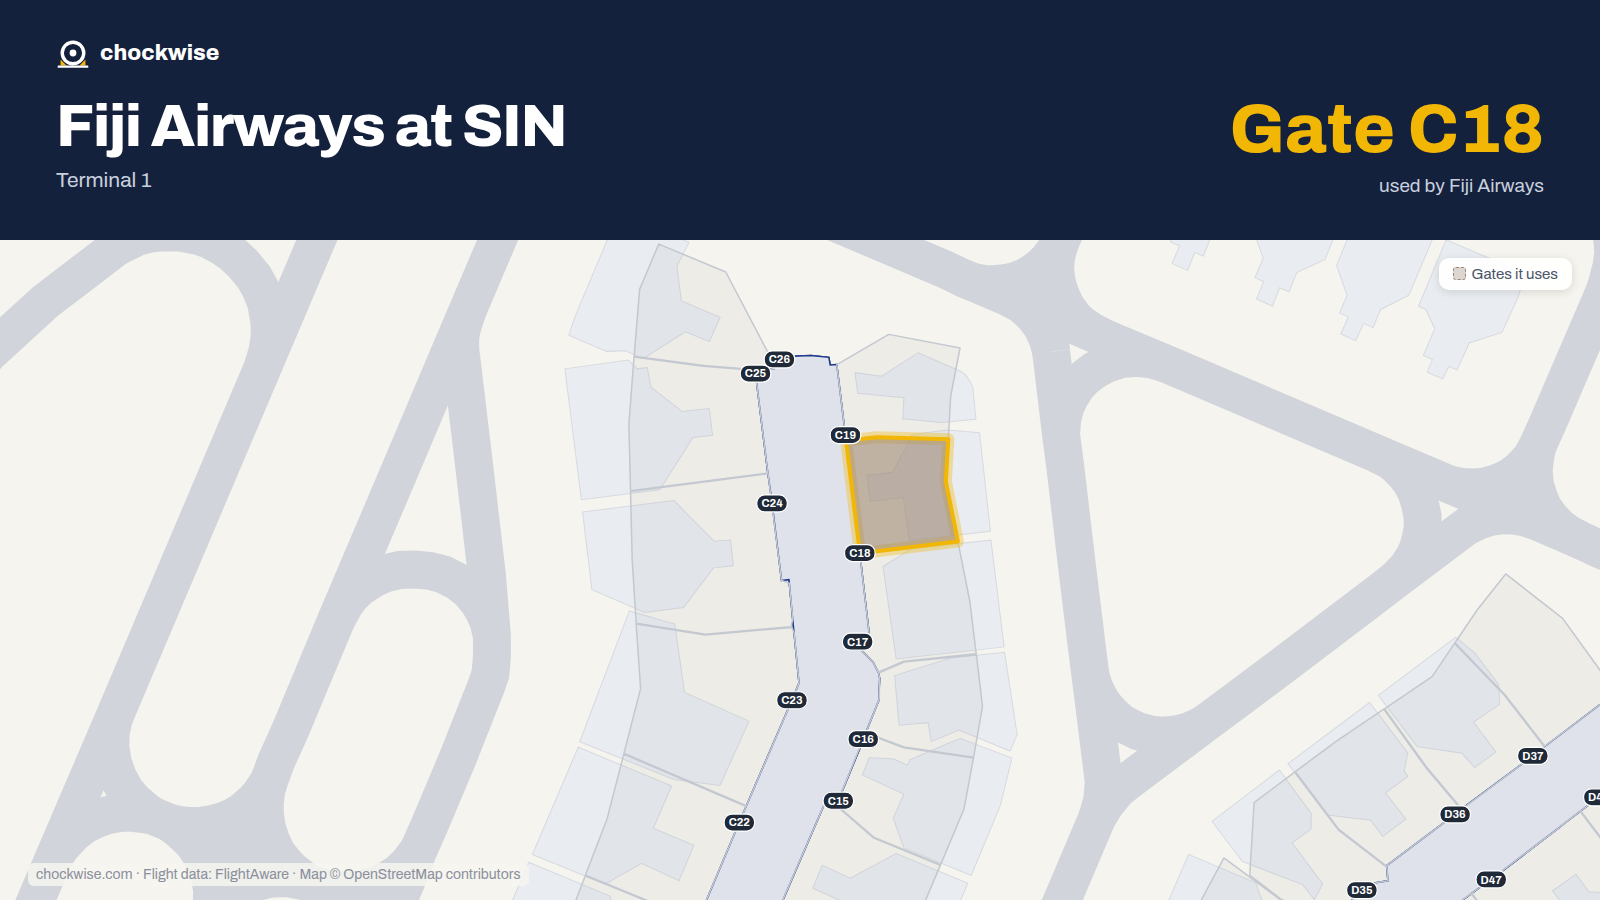 chockwise
Fiji Airways at SIN
Terminal 1
Gate C18
used by Fiji Airways
Gates it uses
C26
C25
C19
C24
C18
C17
C23
C16
C15
C22
D37
D36
D47
D35
chockwise.com · Flight data: FlightAware · Map © OpenStreetMap contributors